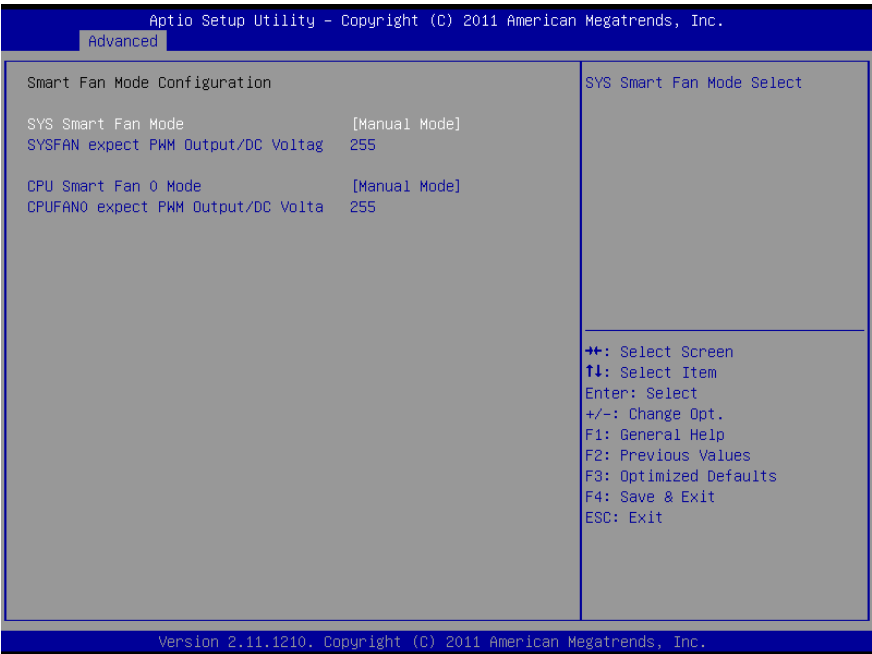 Aptio Setup Utility – Copyright (C) 2011 American Megatrends, Inc.
Advanced
Smart Fan Mode Configuration
SYS Smart Fan Mode [Manual Mode]
SYSFAN expect PWM Output/DC Voltag 255
CPU Smart Fan 0 Mode [Manual Mode]
CPUFAN0 expect PWM Output/DC Volta 255
SYS Smart Fan Mode Select
→←: Select Screen
↑↓: Select Item
Enter: Select
+/-: Change Opt.
F1: General Help
F2: Previous Values
F3: Optimized Defaults
F4: Save & Exit
ESC: Exit
Version 2.11.1210. Copyright (C) 2011 American Megatrends, Inc.